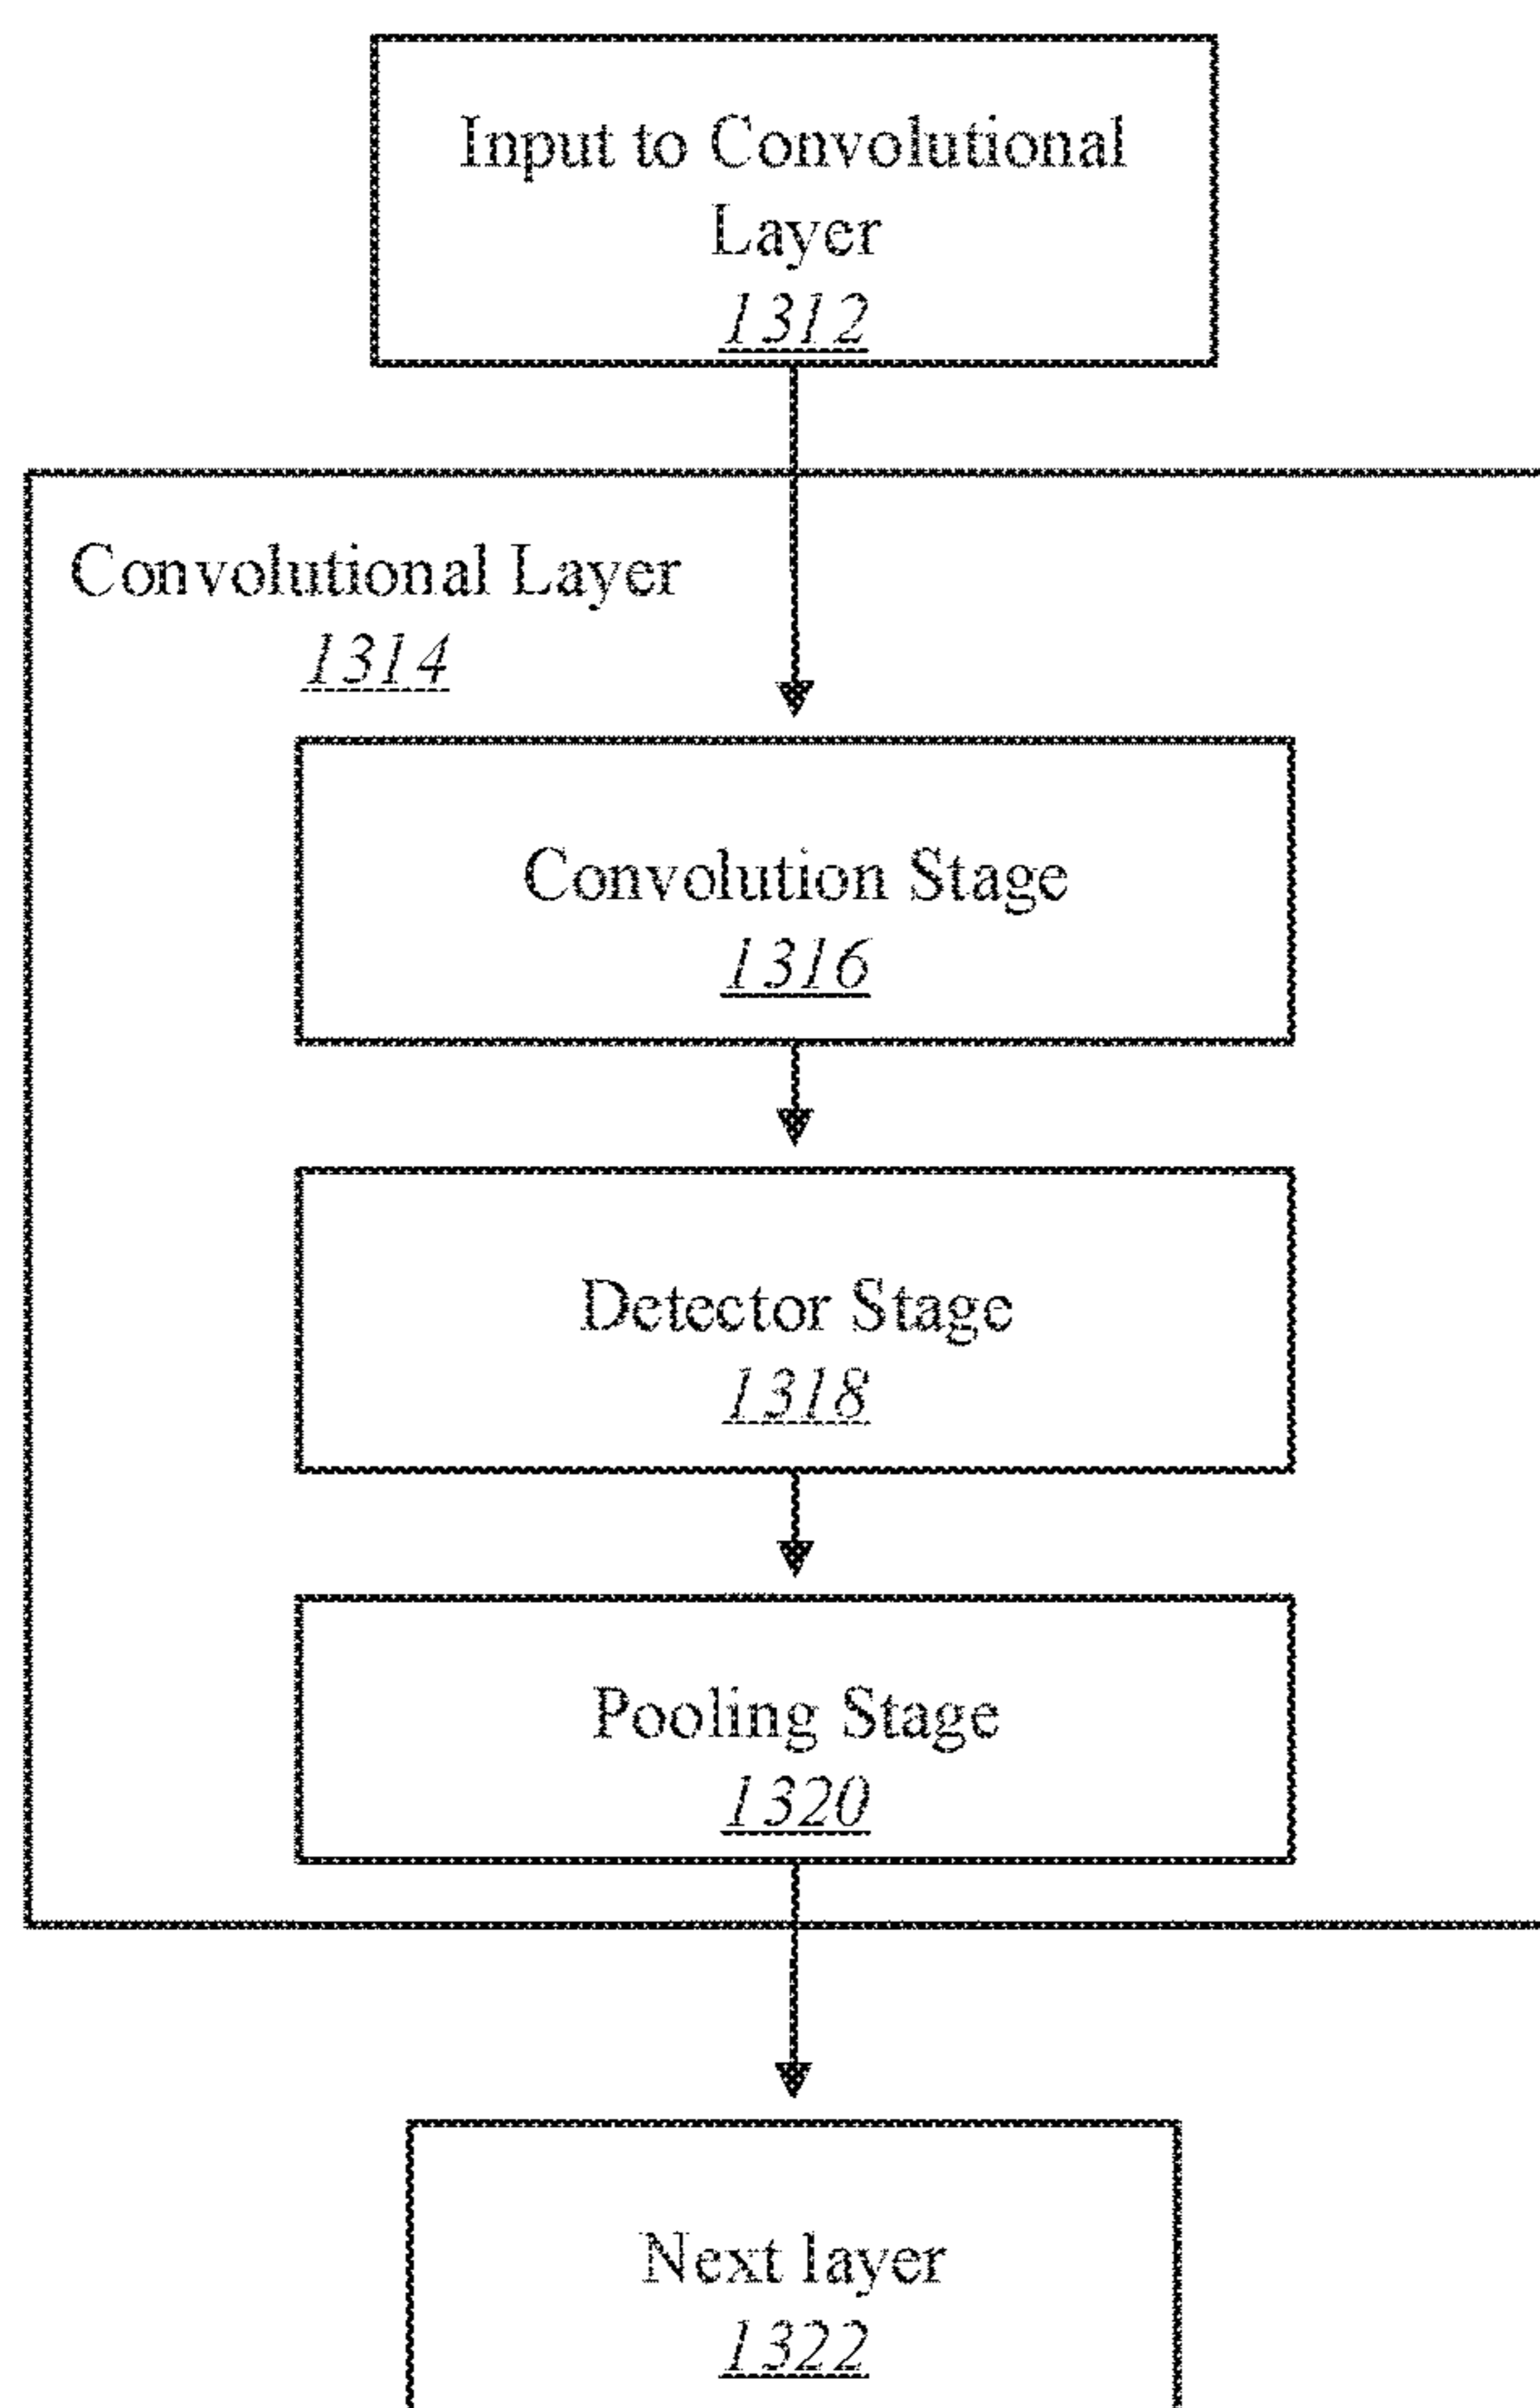 Input to Convolutional
Layer
1312
Convolutional Layer
1314
Convolution Stage
1316
Detector Stage
1318
Pooling Stage
1320
Next layer
1322